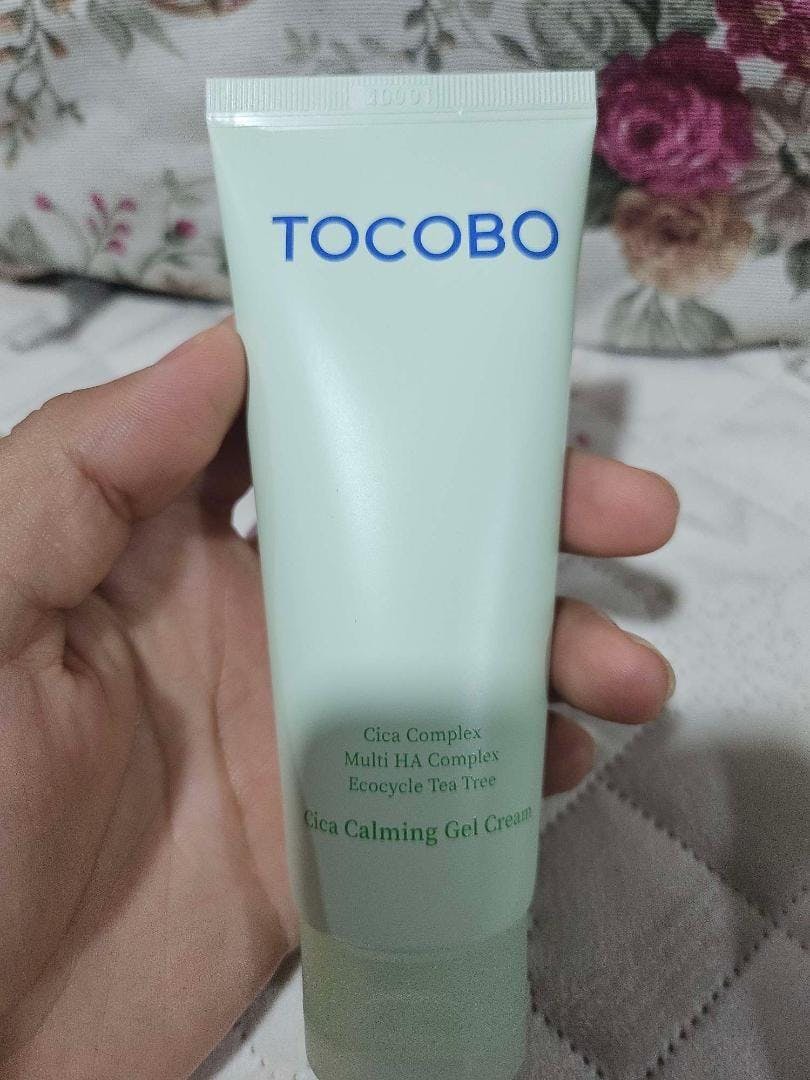 TOCOBO
Cica Complex
Multi HA Complex
Ecocycle Tea Tree
Cica Calming Gel Cream